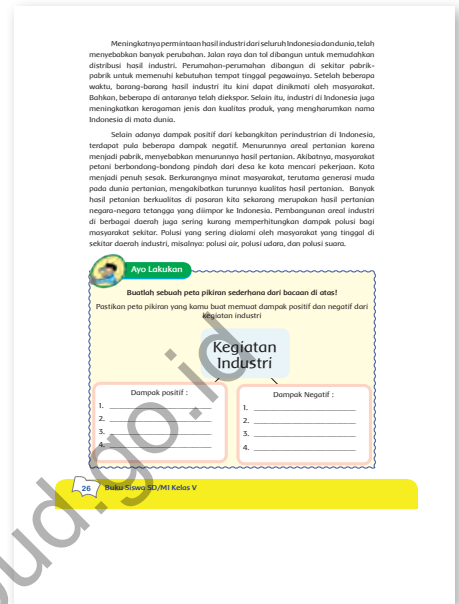 Meningkatnya permintaan hasil industri dari seluruh Indonesia dan dunia, telah
menyebabkan banyak perubahan. Jalan raya dan tol dibangun untuk memudahkan
distribusi hasil industri. Perumahan-perumahan dibangun di sekitar pabrik-
pabrik untuk memenuhi kebutuhan tempat tinggal pegawainya. Setelah beberapa
waktu, barang-barang hasil industri itu kini dapat dinikmati oleh masyarakat.
Bahkan, beberapa di antaranya telah diekspor. Selain itu, industri di Indonesia juga
meningkatkan keragaman jenis dan kualitas produk, yang mengharumkan nama
Indonesia di mata dunia.
Selain adanya dampak positif dari kebangkitan perindustrian di Indonesia,
terdapat pula beberapa dampak negatif. Menurunnya areal pertanian karena
menjadi pabrik, menyebabkan menurunnya hasil pertanian. Akibatnya, masyarakat
petani berbondong-bondong pindah dari desa ke kota mencari pekerjaan. Kota
menjadi penuh sesak. Berkurangnya minat masyarakat, terutama generasi muda
pada dunia pertanian, mengakibatkan turunnya kualitas hasil pertanian. Banyak
hasil petanian berkualitas di pasaran kita sekarang merupakan hasil pertanian
negara-negara tetangga yang diimpor ke Indonesia. Pembangunan areal industri
di berbagai daerah juga sering kurang memperhitungkan dampak polusi bagi
masyarakat sekitar. Polusi yang sering dialami oleh masyarakat yang tinggal di
sekitar daerah industri, misalnya: polusi air, polusi udara, dan polusi suara.
Ayo Lakukan
Buatlah sebuah peta pikiran sederhana dari bacaan di atas!
Pastikan peta pikiran yang kamu buat memuat dampak positif dan negatif dari
kegiatan industri
Kegiatan
Industri
Dampak positif :
1.
2.
3.
4.
Dampak Negatif :
1.
2.
3.
4.
26 Buku Siswa SD/MI Kelas V
ud.go.id